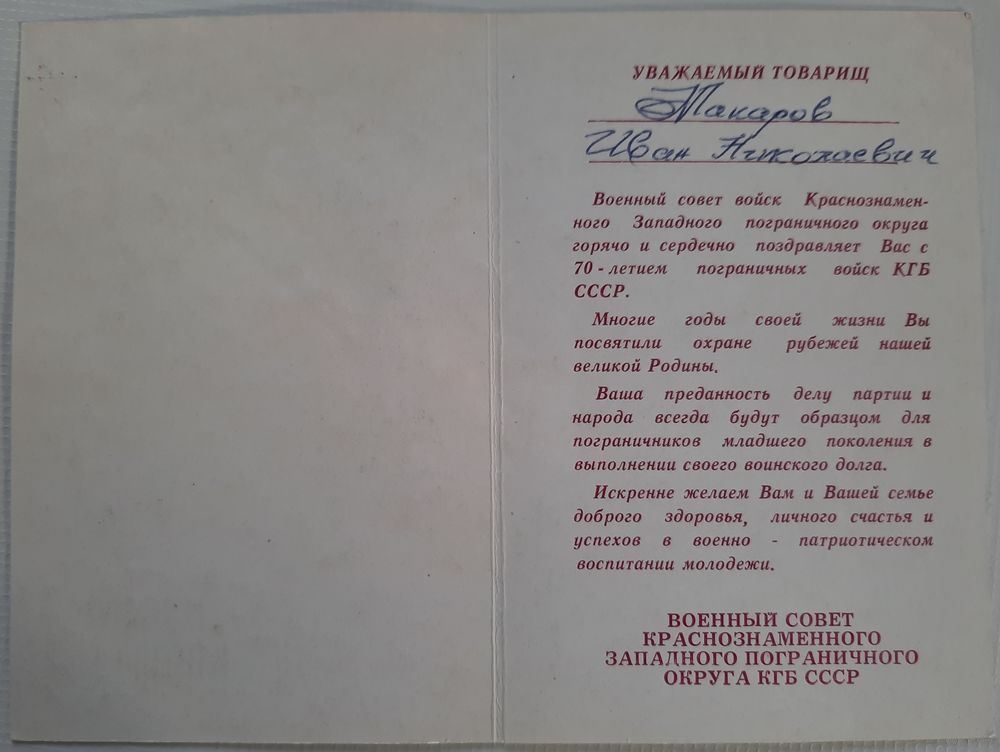 УВАЖАЕМЫЙ ТОВАРИЩ
Макаров
Иван Николаевич
Военный совет войск Краснознамен-
ного Западного пограничного округа
горячо и сердечно поздравляет Вас с
70 - летием пограничных войск КГБ
СССР.
Многие годы своей жизни Вы
посвятили охране рубежей нашей
великой Родины.
Ваша преданность делу партии и
народа всегда будут образцом для
пограничников младшего поколения в
выполнении своего воинского долга.
Искренне желаем Вам и Вашей семье
доброго здоровья, личного счастья и
успехов в военно - патриотическом
воспитании молодежи.
ВОЕННЫЙ СОВЕТ
КРАСНОЗНАМЕННОГО
ЗАПАДНОГО ПОГРАНИЧНОГО
ОКРУГА КГБ СССР